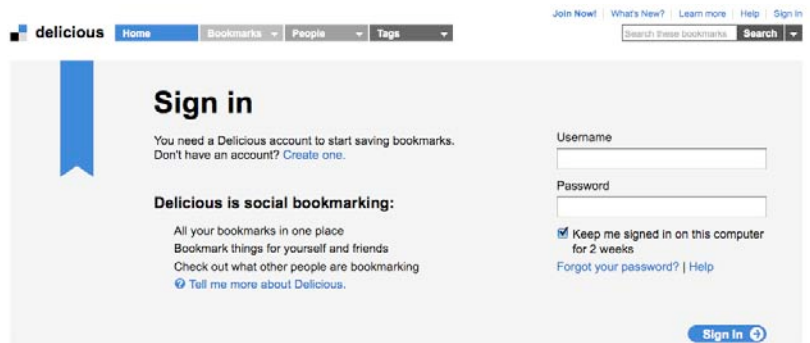 Join Now! What's New? Learn more Help Sign In
delicious Home Bookmarks People Tags Search these bookmarks Search
Sign in
You need a Delicious account to start saving bookmarks.
Don't have an account? Create one.
Delicious is social bookmarking:
All your bookmarks in one place
Bookmark things for yourself and friends
Check out what other people are bookmarking
Tell me more about Delicious.
Username
Password
Keep me signed in on this computer
for 2 weeks
Forgot your password? | Help
Sign In